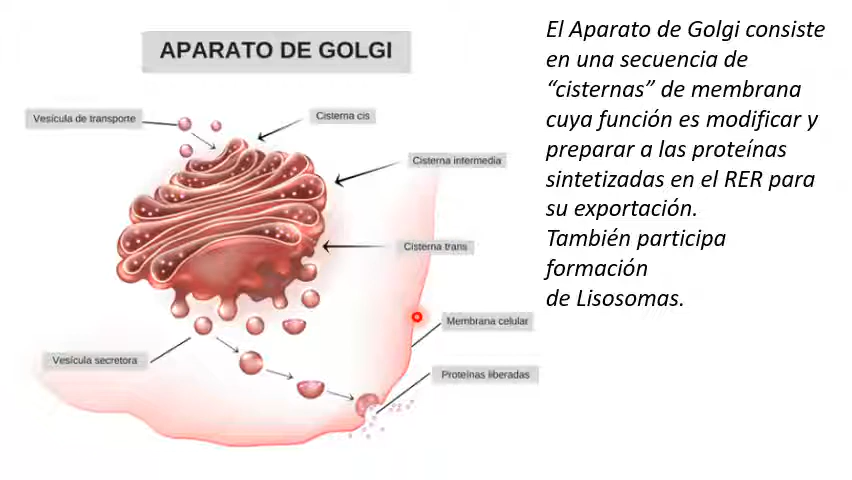 APARATO DE GOLGI
Vesícula de transporte
Cisterna cis
Cisterna intermedia
Cisterna trans
Membrana celular
Vesícula secretora
Proteínas liberadas
El Aparato de Golgi consiste
en una secuencia de
“cisternas” de membrana
cuya función es modificar y
preparar a las proteínas
sintetizadas en el RER para
su exportación.
También participa
formación
de Lisosomas.